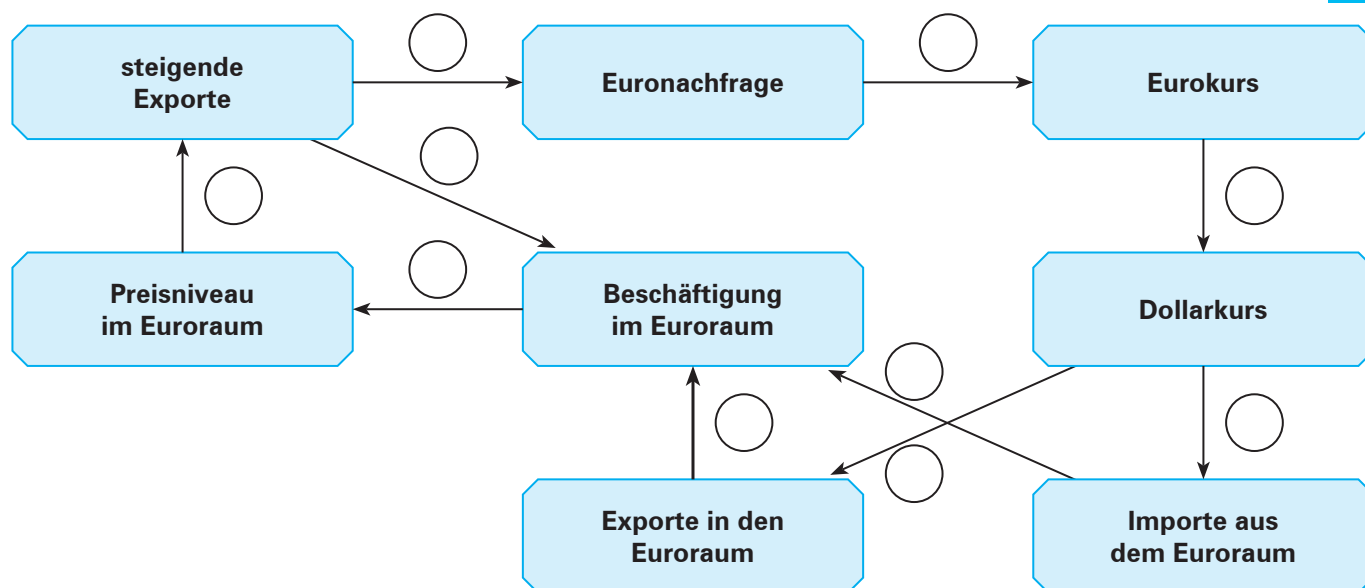 steigende
Exporte
Euronachfrage
Eurokurs
Preisniveau
im Euroraum
Beschäftigung
im Euroraum
Dollarkurs
Exporte in den
Euroraum
Importe aus
dem Euroraum